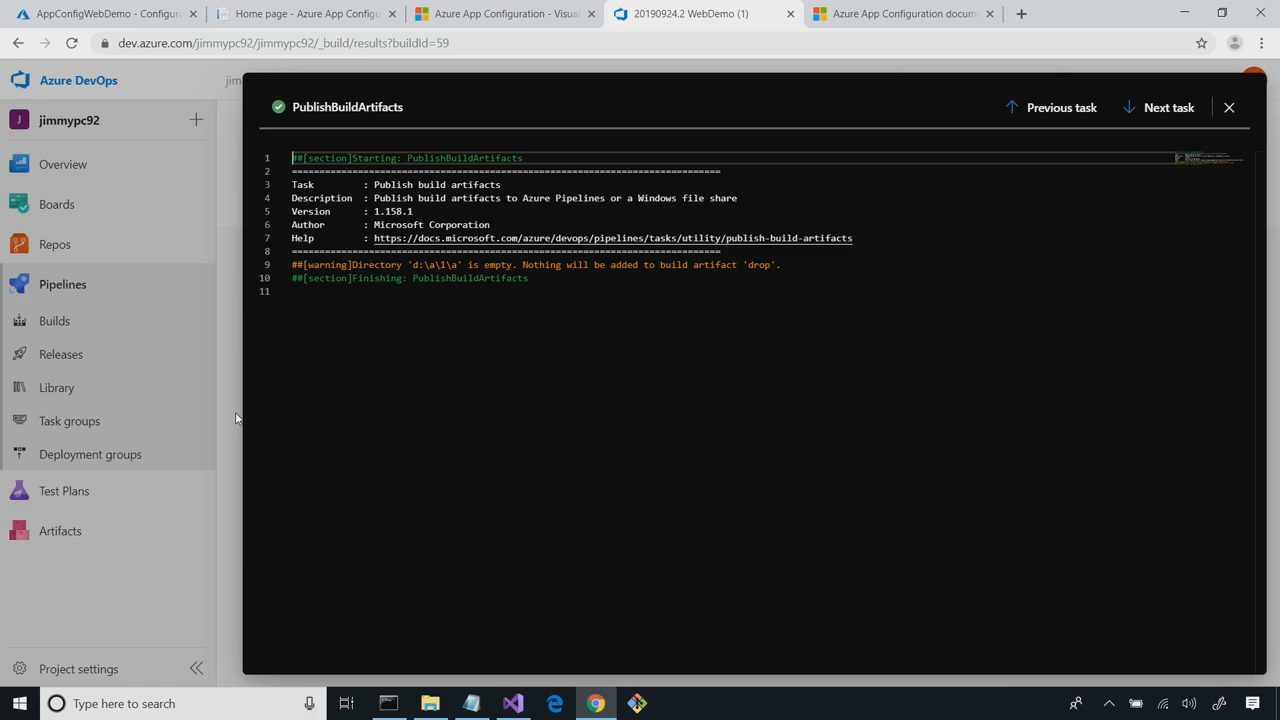 AppConfigWebDemo - Configura
Home page - Azure App Configu
Azure App Configuration - Visual
20190924.2 WebDemo (1)
Azure App Configuration docum
dev.azure.com/jimmypc92/jimmypc92/_build/results?buildId=59
Azure DevOps
jim
J jimmypc92
Overview
Boards
Repos
Pipelines
Builds
Releases
Library
Task groups
Deployment groups
Test Plans
Artifacts
Project settings
PublishBuildArtifacts
Previous task
Next task
1 ##[section]Starting: PublishBuildArtifacts
2 ==============================================================================
3 Task : Publish build artifacts
4 Description : Publish build artifacts to Azure Pipelines or a Windows file share
5 Version : 1.158.1
6 Author : Microsoft Corporation
7 Help : https://docs.microsoft.com/azure/devops/pipelines/tasks/utility/publish-build-artifacts
8 ==============================================================================
9 ##[warning]Directory 'd:\a\1\a' is empty. Nothing will be added to build artifact 'drop'.
10 ##[section]Finishing: PublishBuildArtifacts
11
Type here to search